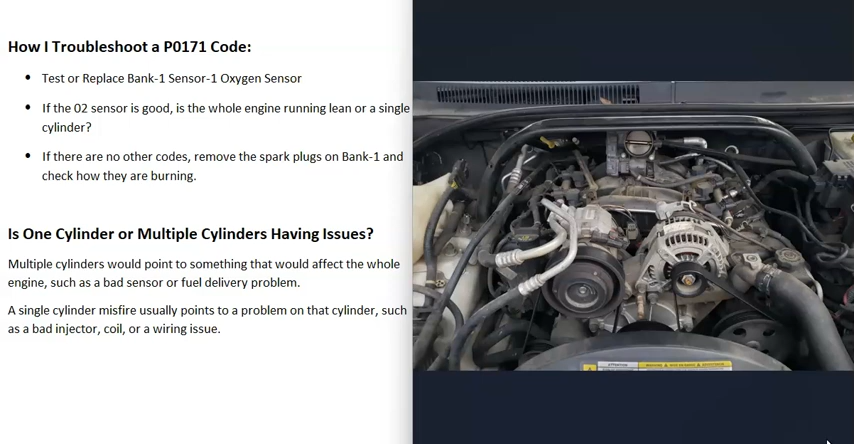 How I Troubleshoot a P0171 Code:
• Test or Replace Bank-1 Sensor-1 Oxygen Sensor
• If the 02 sensor is good, is the whole engine running lean or a single
cylinder?
• If there are no other codes, remove the spark plugs on Bank-1 and
check how they are burning.
Is One Cylinder or Multiple Cylinders Having Issues?
Multiple cylinders would point to something that would affect the whole
engine, such as a bad sensor or fuel delivery problem.
A single cylinder misfire usually points to a problem on that cylinder, such
as a bad injector, coil, or a wiring issue.
ATTENTION